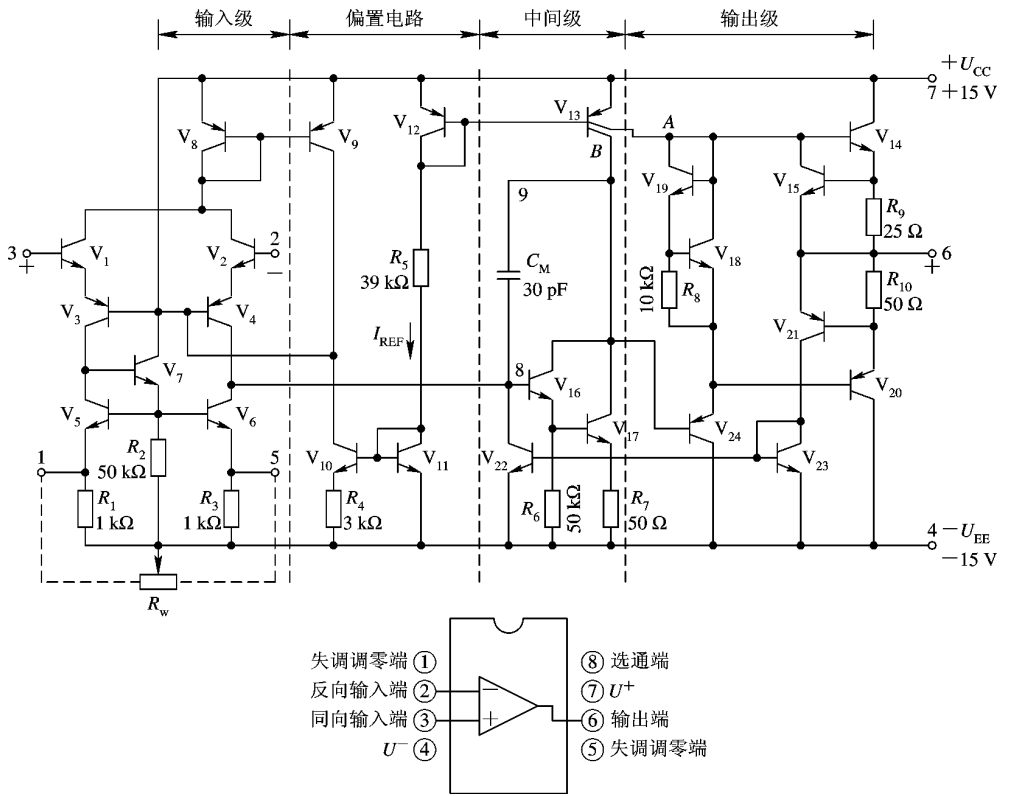 输入级 偏置电路 中间级 输出级
+U_CC
7 +15 V
V_8 V_9 V_12 V_13 A V_14
B
V_19 V_15
9
3 + V_1 V_2 2 −
R_5
39 kΩ
C_M
30 pF
V_18
10 kΩ R_8
R_9
25 Ω
6 +
R_10
50 Ω
V_3 V_4
I_REF
V_21
V_7
8
V_16
V_20
V_5 V_6
V_17 V_24
1 5
R_2
50 kΩ
V_10 V_11 V_22 V_23
R_1
1 kΩ
R_3
1 kΩ
R_4
3 kΩ
R_6 50 kΩ
R_7
50 Ω
4 −U_EE
−15 V
R_w
失调调零端 ① ⑧ 选通端
反向输入端 ② − ⑦ U⁺
同向输入端 ③ + ⑥ 输出端
U⁻ ④ ⑤ 失调调零端